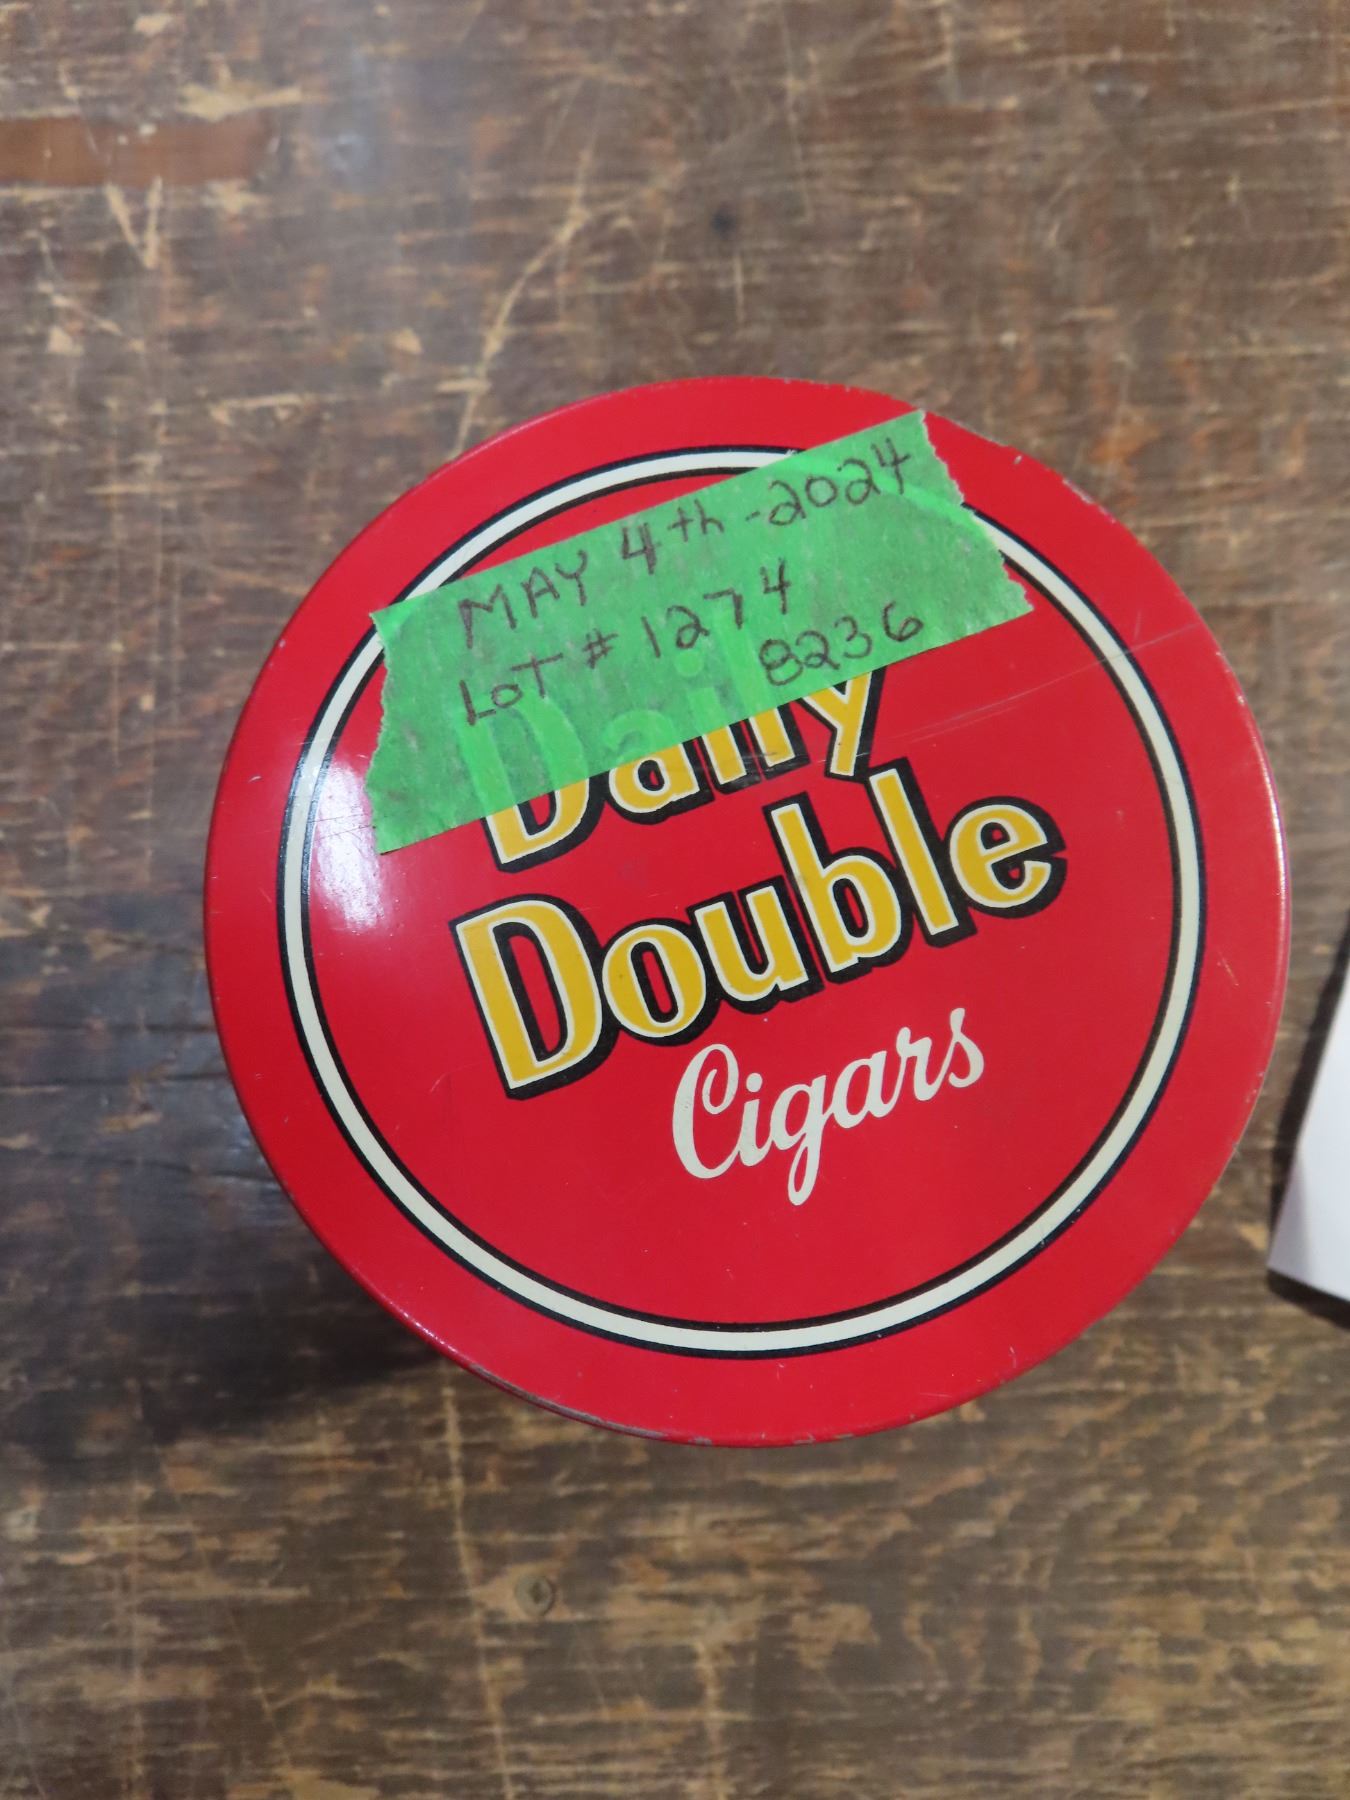 MAY 4th-2024
LOT # 1274
8236
Daily
Double
Cigars